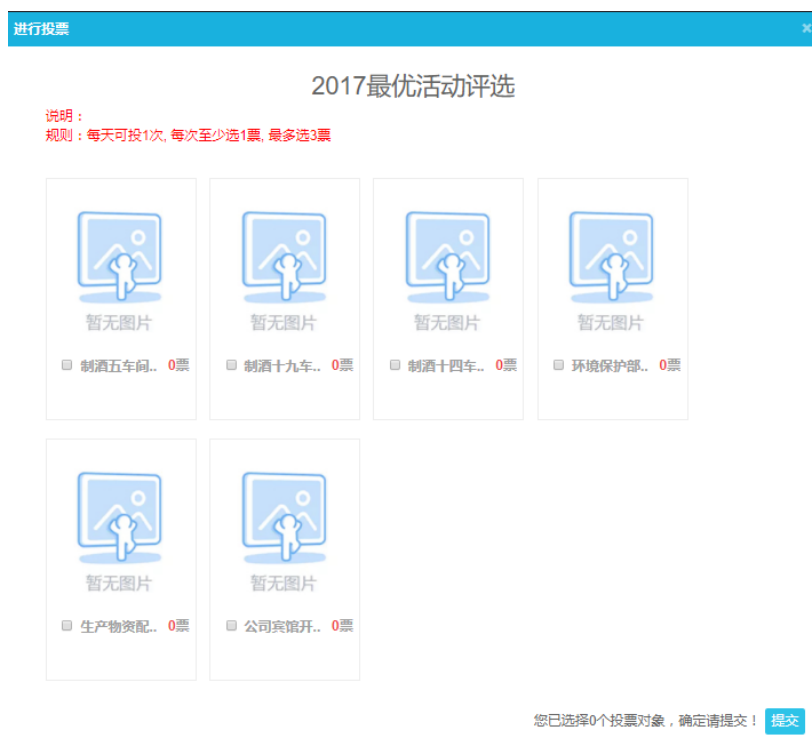 进行投票
2017最优活动评选
说明：
规则：每天可投1次, 每次至少选1票, 最多选3票
暂无图片 暂无图片 暂无图片 暂无图片
制酒五车间.. 0票 制酒十九车.. 0票 制酒十四车.. 0票 环境保护部.. 0票
暂无图片 暂无图片
生产物资配.. 0票 公司宾馆开.. 0票
您已选择0个投票对象，确定请提交！ 提交